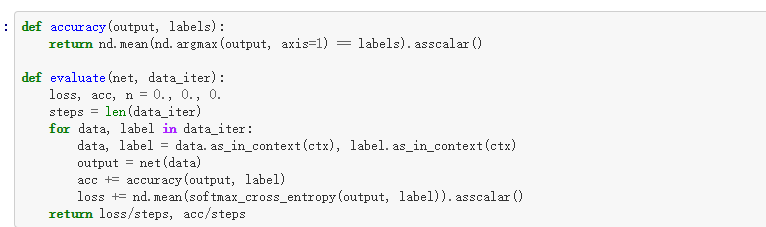 : def accuracy(output, labels):
    return nd.mean(nd.argmax(output, axis=1) == labels).asscalar()

def evaluate(net, data_iter):
    loss, acc, n = 0., 0., 0.
    steps = len(data_iter)
    for data, label in data_iter:
        data, label = data.as_in_context(ctx), label.as_in_context(ctx)
        output = net(data)
        acc += accuracy(output, label)
        loss += nd.mean(softmax_cross_entropy(output, label)).asscalar()
    return loss/steps, acc/steps